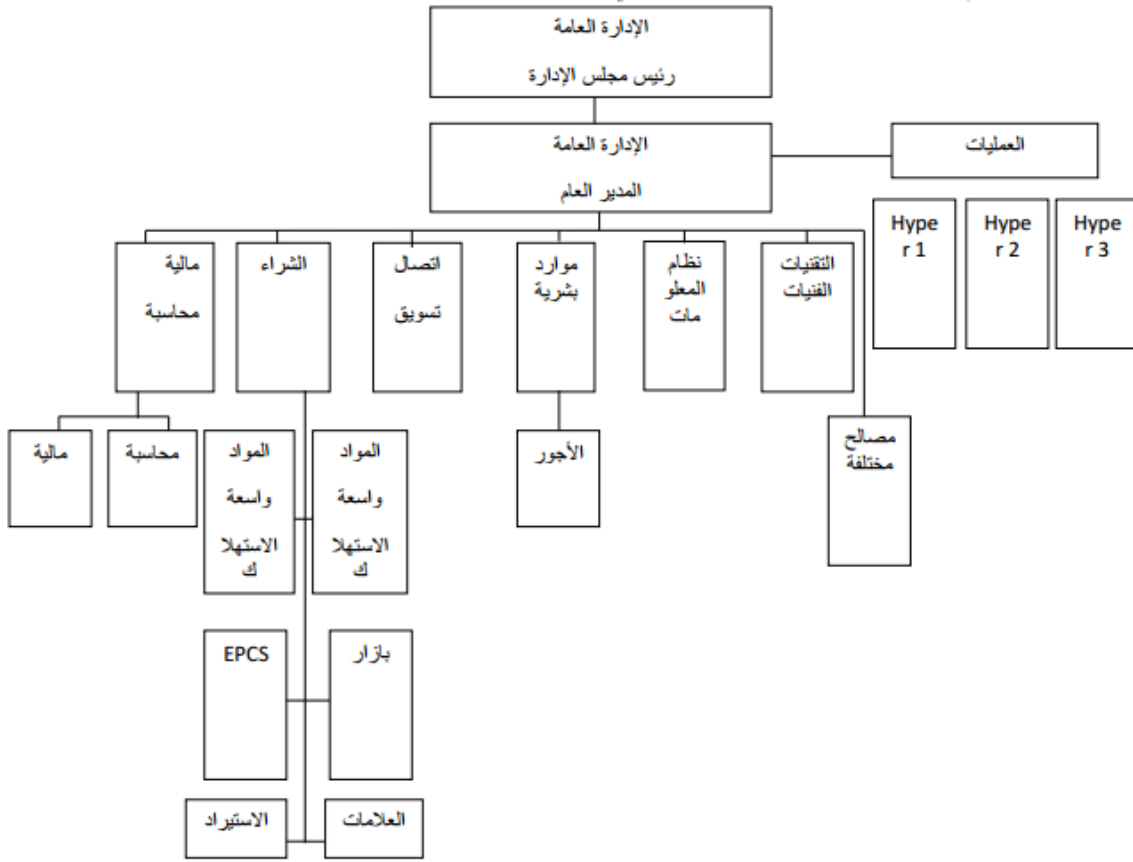 الإدارة العامة
رئيس مجلس الإدارة
الإدارة العامة
المدير العام
العمليات
Hype
r 1
Hype
r 2
Hype
r 3
التقنيات
الفنيات
نظام
المعلو
مات
موارد
بشرية
اتصال
تسويق
الشراء
مالية
محاسبة
مصالح
مختلفة
الأجور
المواد
واسعة
الاستهلا
ك
المواد
واسعة
الاستهلا
ك
محاسبة
مالية
بازار
EPCS
العلامات
الاستيراد